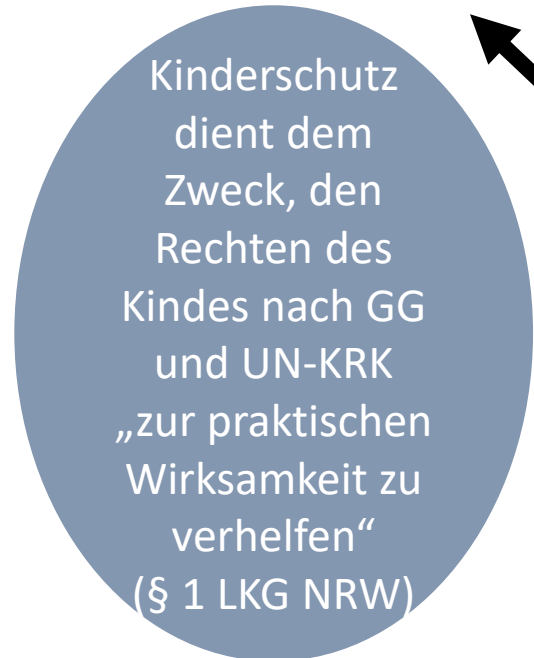 Kinderschutz
dient dem
Zweck, den
Rechten des
Kindes nach GG
und UN-KRK
„zur praktischen
Wirksamkeit zu
verhelfen“
(§ 1 LKG NRW)